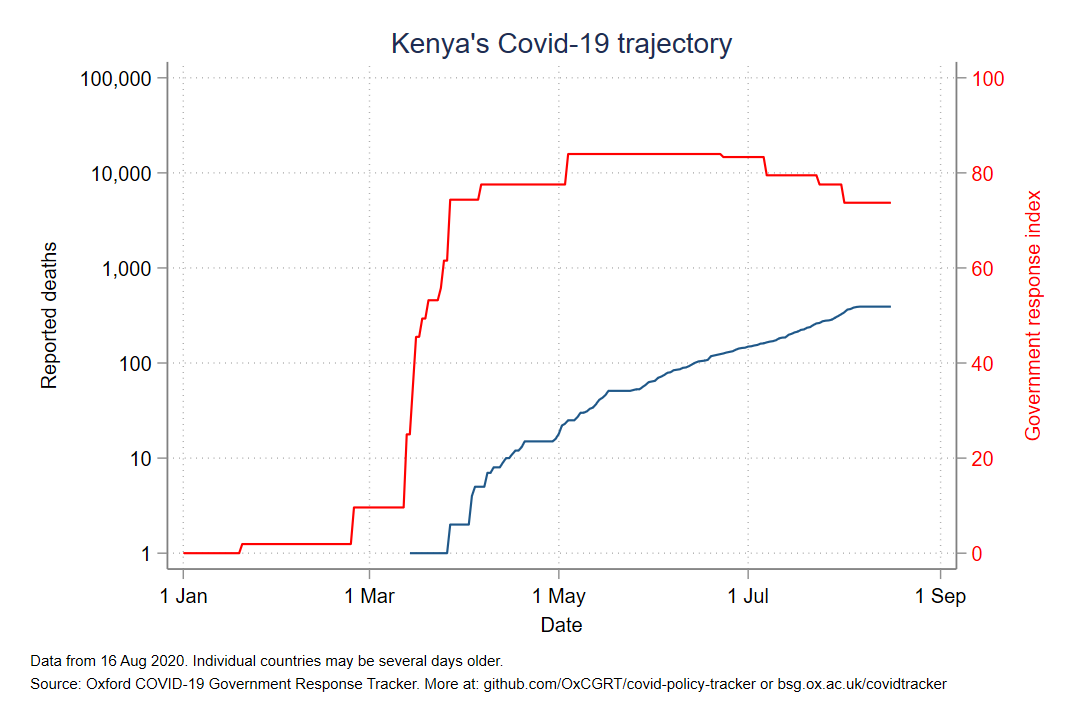 Kenya's Covid-19 trajectory
100,000
10,000
1,000
100
10
1
Reported deaths
100
80
60
40
20
0
Government response index
1 Jan
1 Mar
1 May
1 Jul
1 Sep
Date
Data from 16 Aug 2020. Individual countries may be several days older.
Source: Oxford COVID-19 Government Response Tracker. More at: github.com/OxCGRT/covid-policy-tracker or bsg.ox.ac.uk/covidtracker